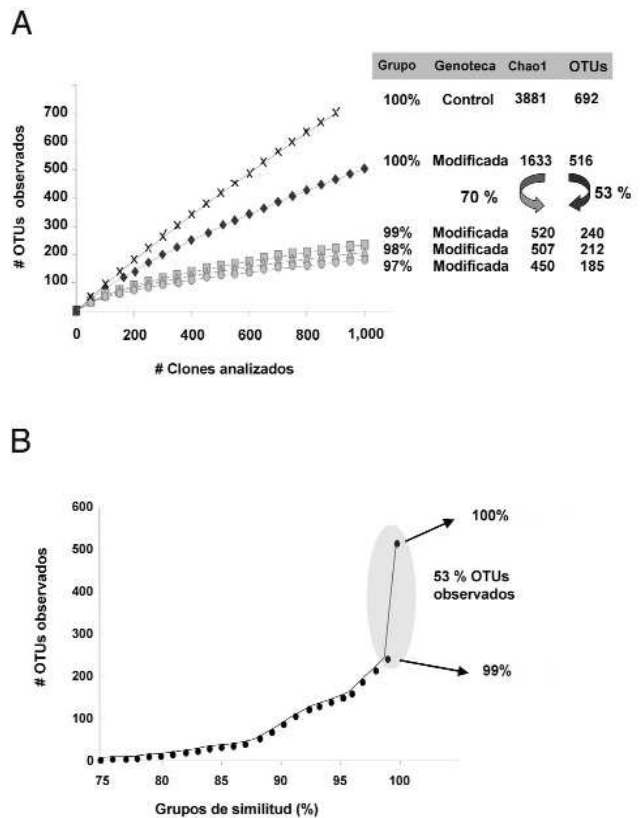 A
Grupo Genoteca Chao1 OTUs
100% Control 3881 692
100% Modificada 1633 516
70 % 53 %
99% Modificada 520 240
98% Modificada 507 212
97% Modificada 450 185
# OTUs observados
700
600
500
400
300
200
100
0 200 400 600 800 1,000
# Clones analizados
B
# OTUs observados
600
500
400
300
200
100
0
75 80 85 90 95 100
Grupos de similitud (%)
100%
53 % OTUs
observados
99%